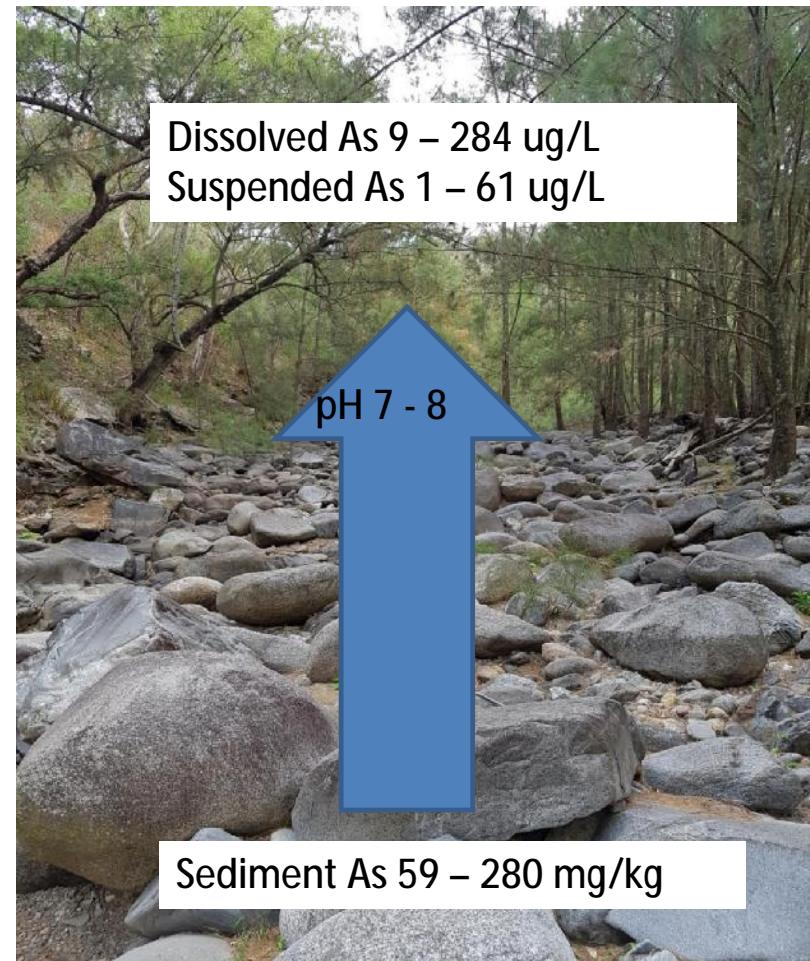 Dissolved As 9 – 284 ug/L
Suspended As 1 – 61 ug/L
pH 7 - 8
Sediment As 59 – 280 mg/kg